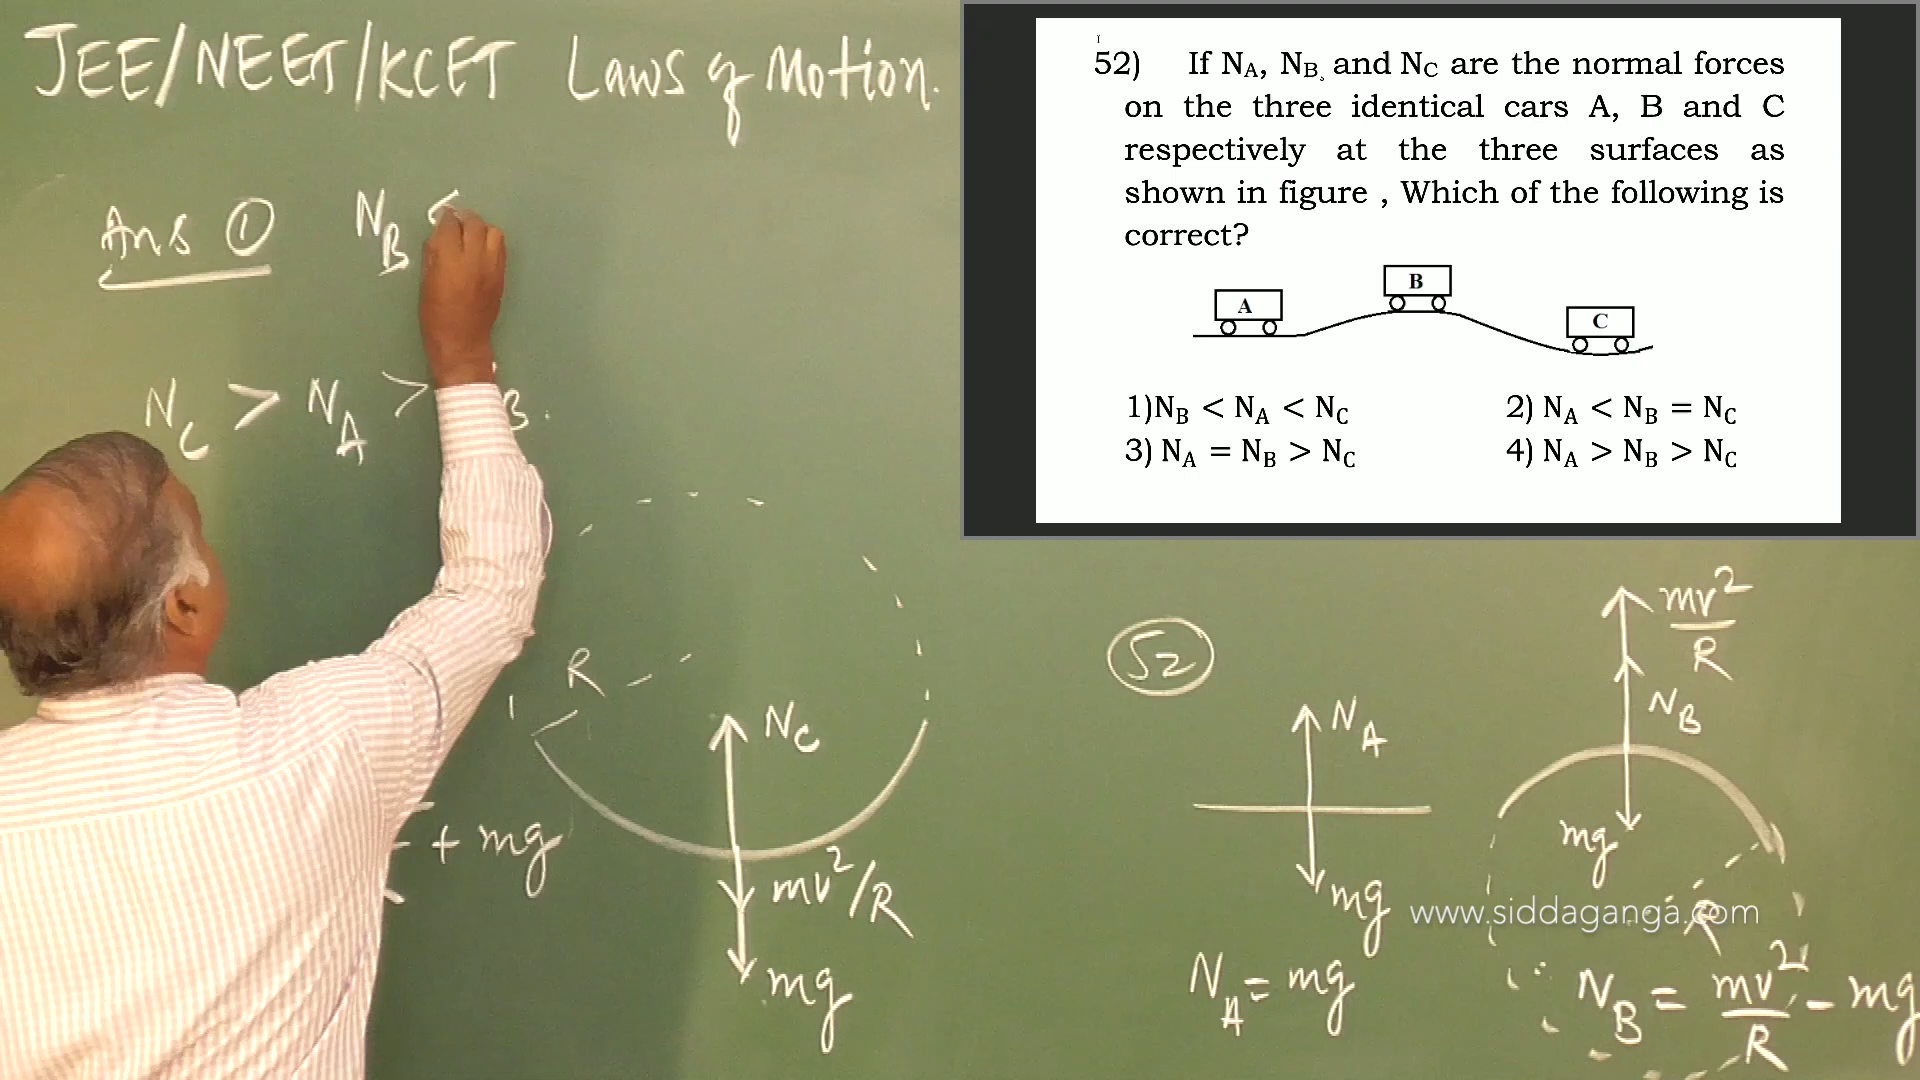 JEE/NEET/KCET Laws of Motion.
Ans ① N_B <
N_C > N_A > B.
R
N_C
+ mg
mv²/R
mg
52) If N_A, N_B, and N_C are the normal forces
on the three identical cars A, B and C
respectively at the three surfaces as
shown in figure , Which of the following is
correct?
A
B
C
1)N_B < N_A < N_C 2) N_A < N_B = N_C
3) N_A = N_B > N_C 4) N_A > N_B > N_C
52
N_A
mg
N_A = mg
mv²/R
N_B
mg
R
www.siddaganga.com
N_B = mv²/R - mg